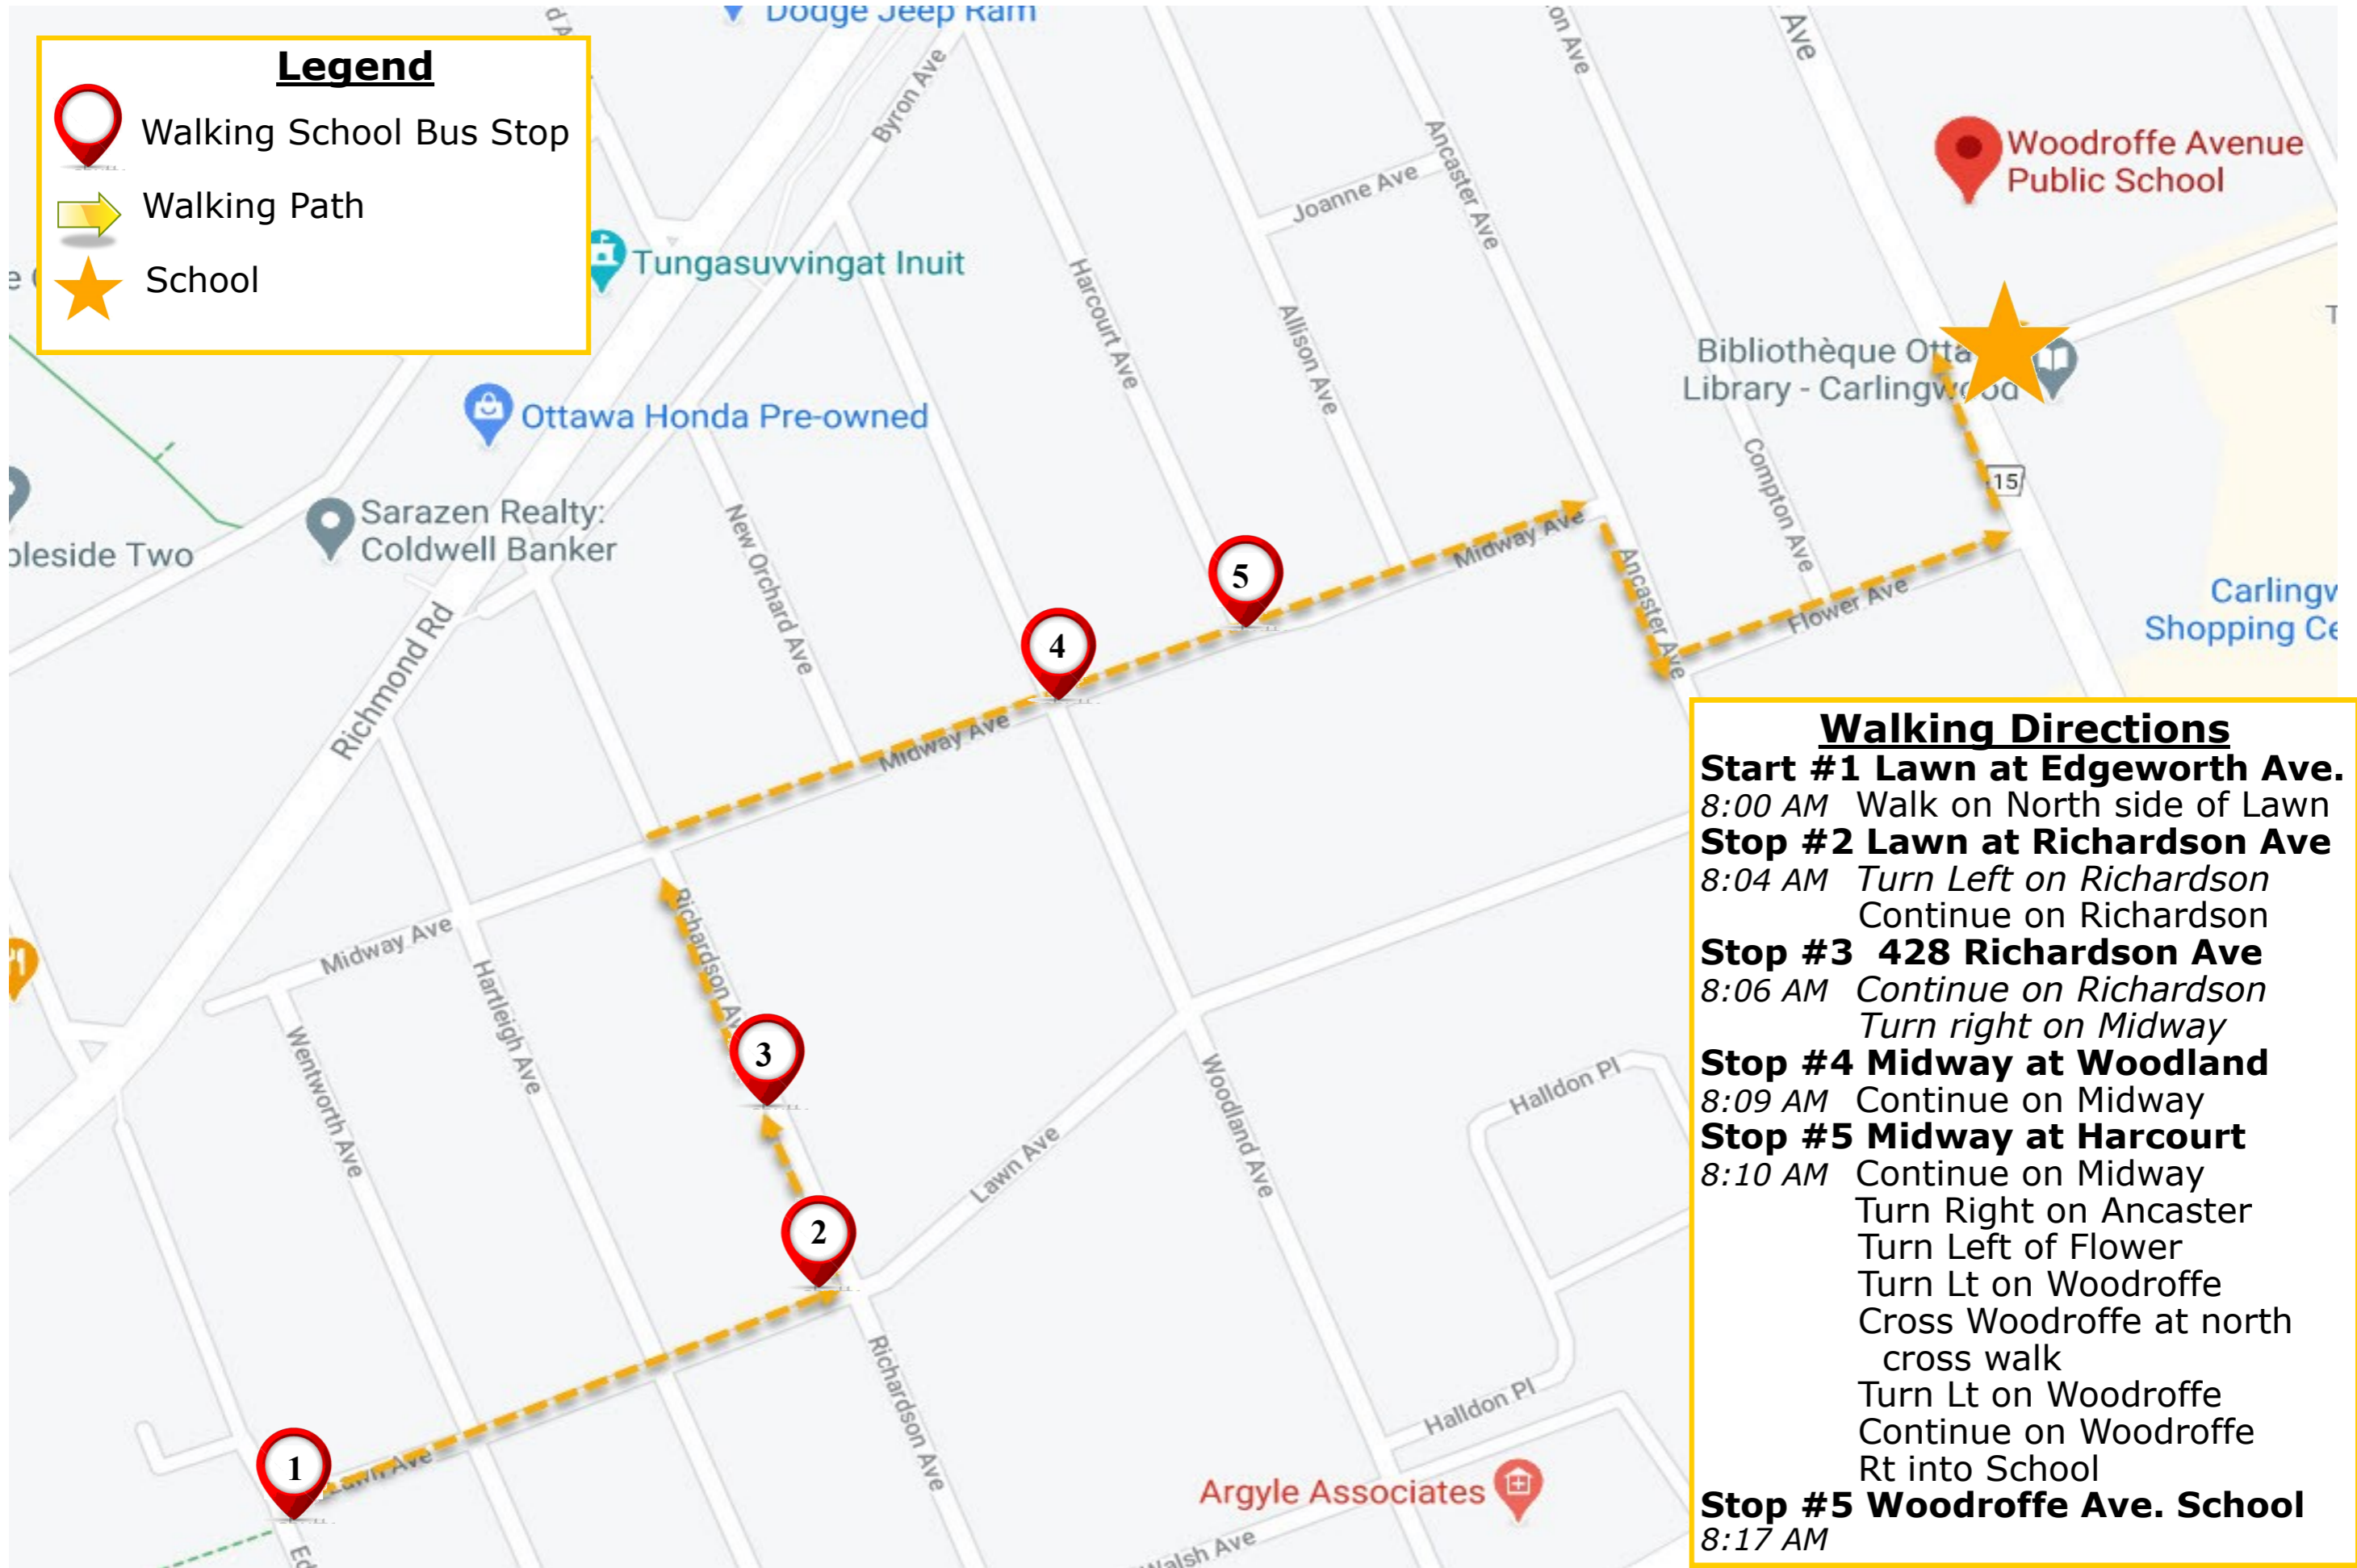 Dodge Jeep Ram
Legend
Walking School Bus Stop
Walking Path
School
Byron Ave
Ave
Ancaster Ave
Joanne Ave
Woodroffe Avenue
Public School
Tungasuvvingat Inuit
Harcourt Ave
Allison Ave
Library - Carlingwood
Ottawa Honda Pre-owned
Compton Ave
15
Sarazen Realty:
Coldwell Banker
New Orchard Ave
Midway Ave
Ancaster Ave
Flower Ave
Richmond Rd
5
4
Midway Ave
Midway Ave
Richardson Ave
Hartleigh Ave
Wentworth Ave
3
Woodland Ave
Halldon Pl
Lawn Ave
2
Richardson Ave
Halldon Pl
1
Lawn Ave
Argyle Associates
Walsh Ave
Walking Directions
Start #1 Lawn at Edgeworth Ave.
8:00 AM Walk on North side of Lawn
Stop #2 Lawn at Richardson Ave
8:04 AM Turn Left on Richardson
Continue on Richardson
Stop #3 428 Richardson Ave
8:06 AM Continue on Richardson
Turn right on Midway
Stop #4 Midway at Woodland
8:09 AM Continue on Midway
Stop #5 Midway at Harcourt
8:10 AM Continue on Midway
Turn Right on Ancaster
Turn Left of Flower
Turn Lt on Woodroffe
Cross Woodroffe at north
cross walk
Turn Lt on Woodroffe
Continue on Woodroffe
Rt into School
Stop #5 Woodroffe Ave. School
8:17 AM